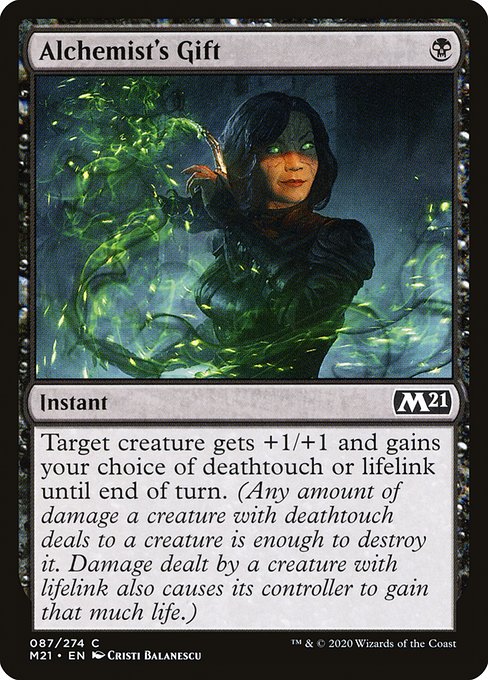 Alchemist's Gift
Instant
M21
Target creature gets +1/+1 and gains
your choice of deathtouch or lifelink
until end of turn. (Any amount of
damage a creature with deathtouch
deals to a creature is enough to destroy
it. Damage dealt by a creature with
lifelink also causes its controller to gain
that much life.)
087/274 C
™ & © 2020 Wizards of the Coast
M21 • EN Cristi Balanescu